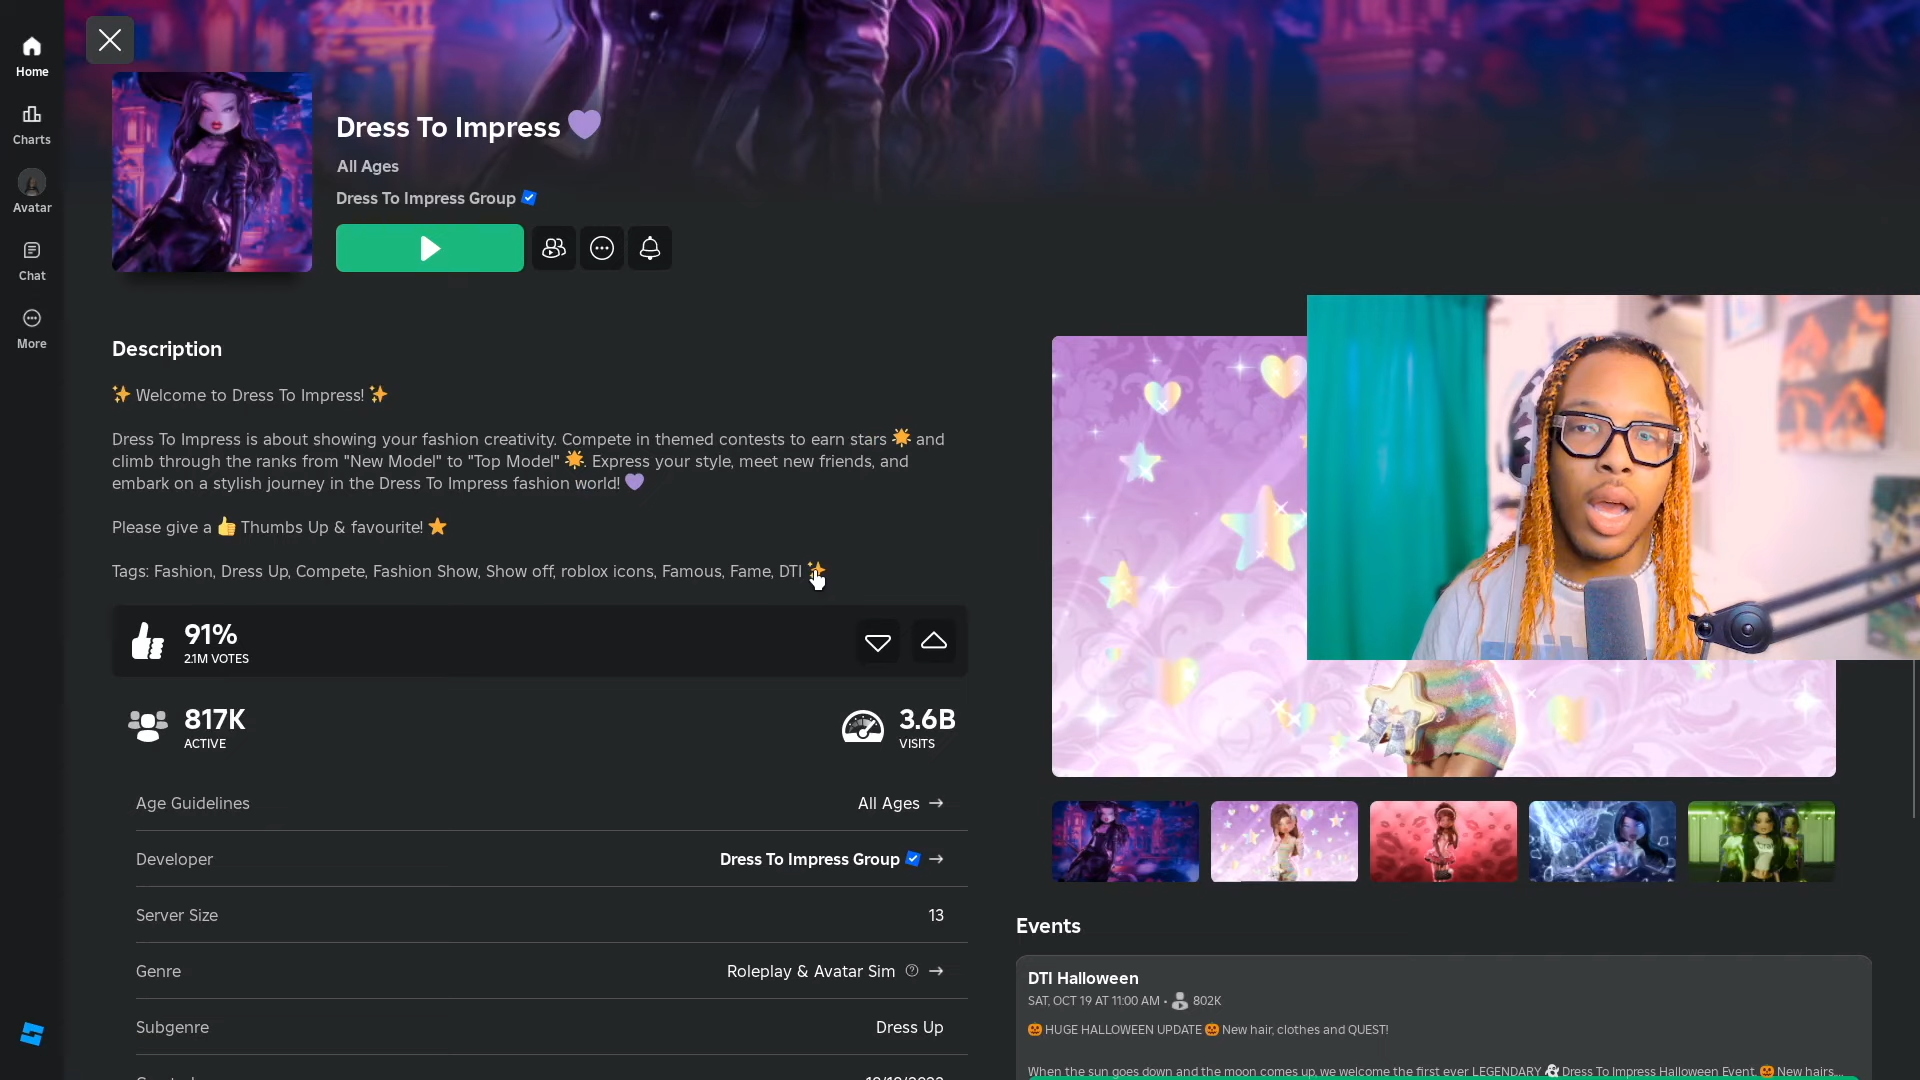 Home
Charts
Avatar
Chat
More
Dress To Impress 💜
All Ages
Dress To Impress Group
Description
✨ Welcome to Dress To Impress! ✨
Dress To Impress is about showing your fashion creativity. Compete in themed contests to earn stars 🌟 and
climb through the ranks from "New Model" to "Top Model" 🌟. Express your style, meet new friends, and
embark on a stylish journey in the Dress To Impress fashion world! 💜
Please give a 👍 Thumbs Up & favourite! ⭐
Tags: Fashion, Dress Up, Compete, Fashion Show, Show off, roblox icons, Famous, Fame, DTI ✨
91%
2.1M VOTES
817K
ACTIVE
3.6B
VISITS
Age Guidelines
All Ages →
Developer
Dress To Impress Group →
Server Size
13
Genre
Roleplay & Avatar Sim →
Subgenre
Dress Up
Events
DTI Halloween
SAT, OCT 19 AT 11:00 AM • 802K
🎃 HUGE HALLOWEEN UPDATE 🎃 New hair, clothes and QUEST!
When the sun goes down and the moon comes up, we welcome the first ever LEGENDARY 👻 Dress To Impress Halloween Event. 🎃 New hairs,...